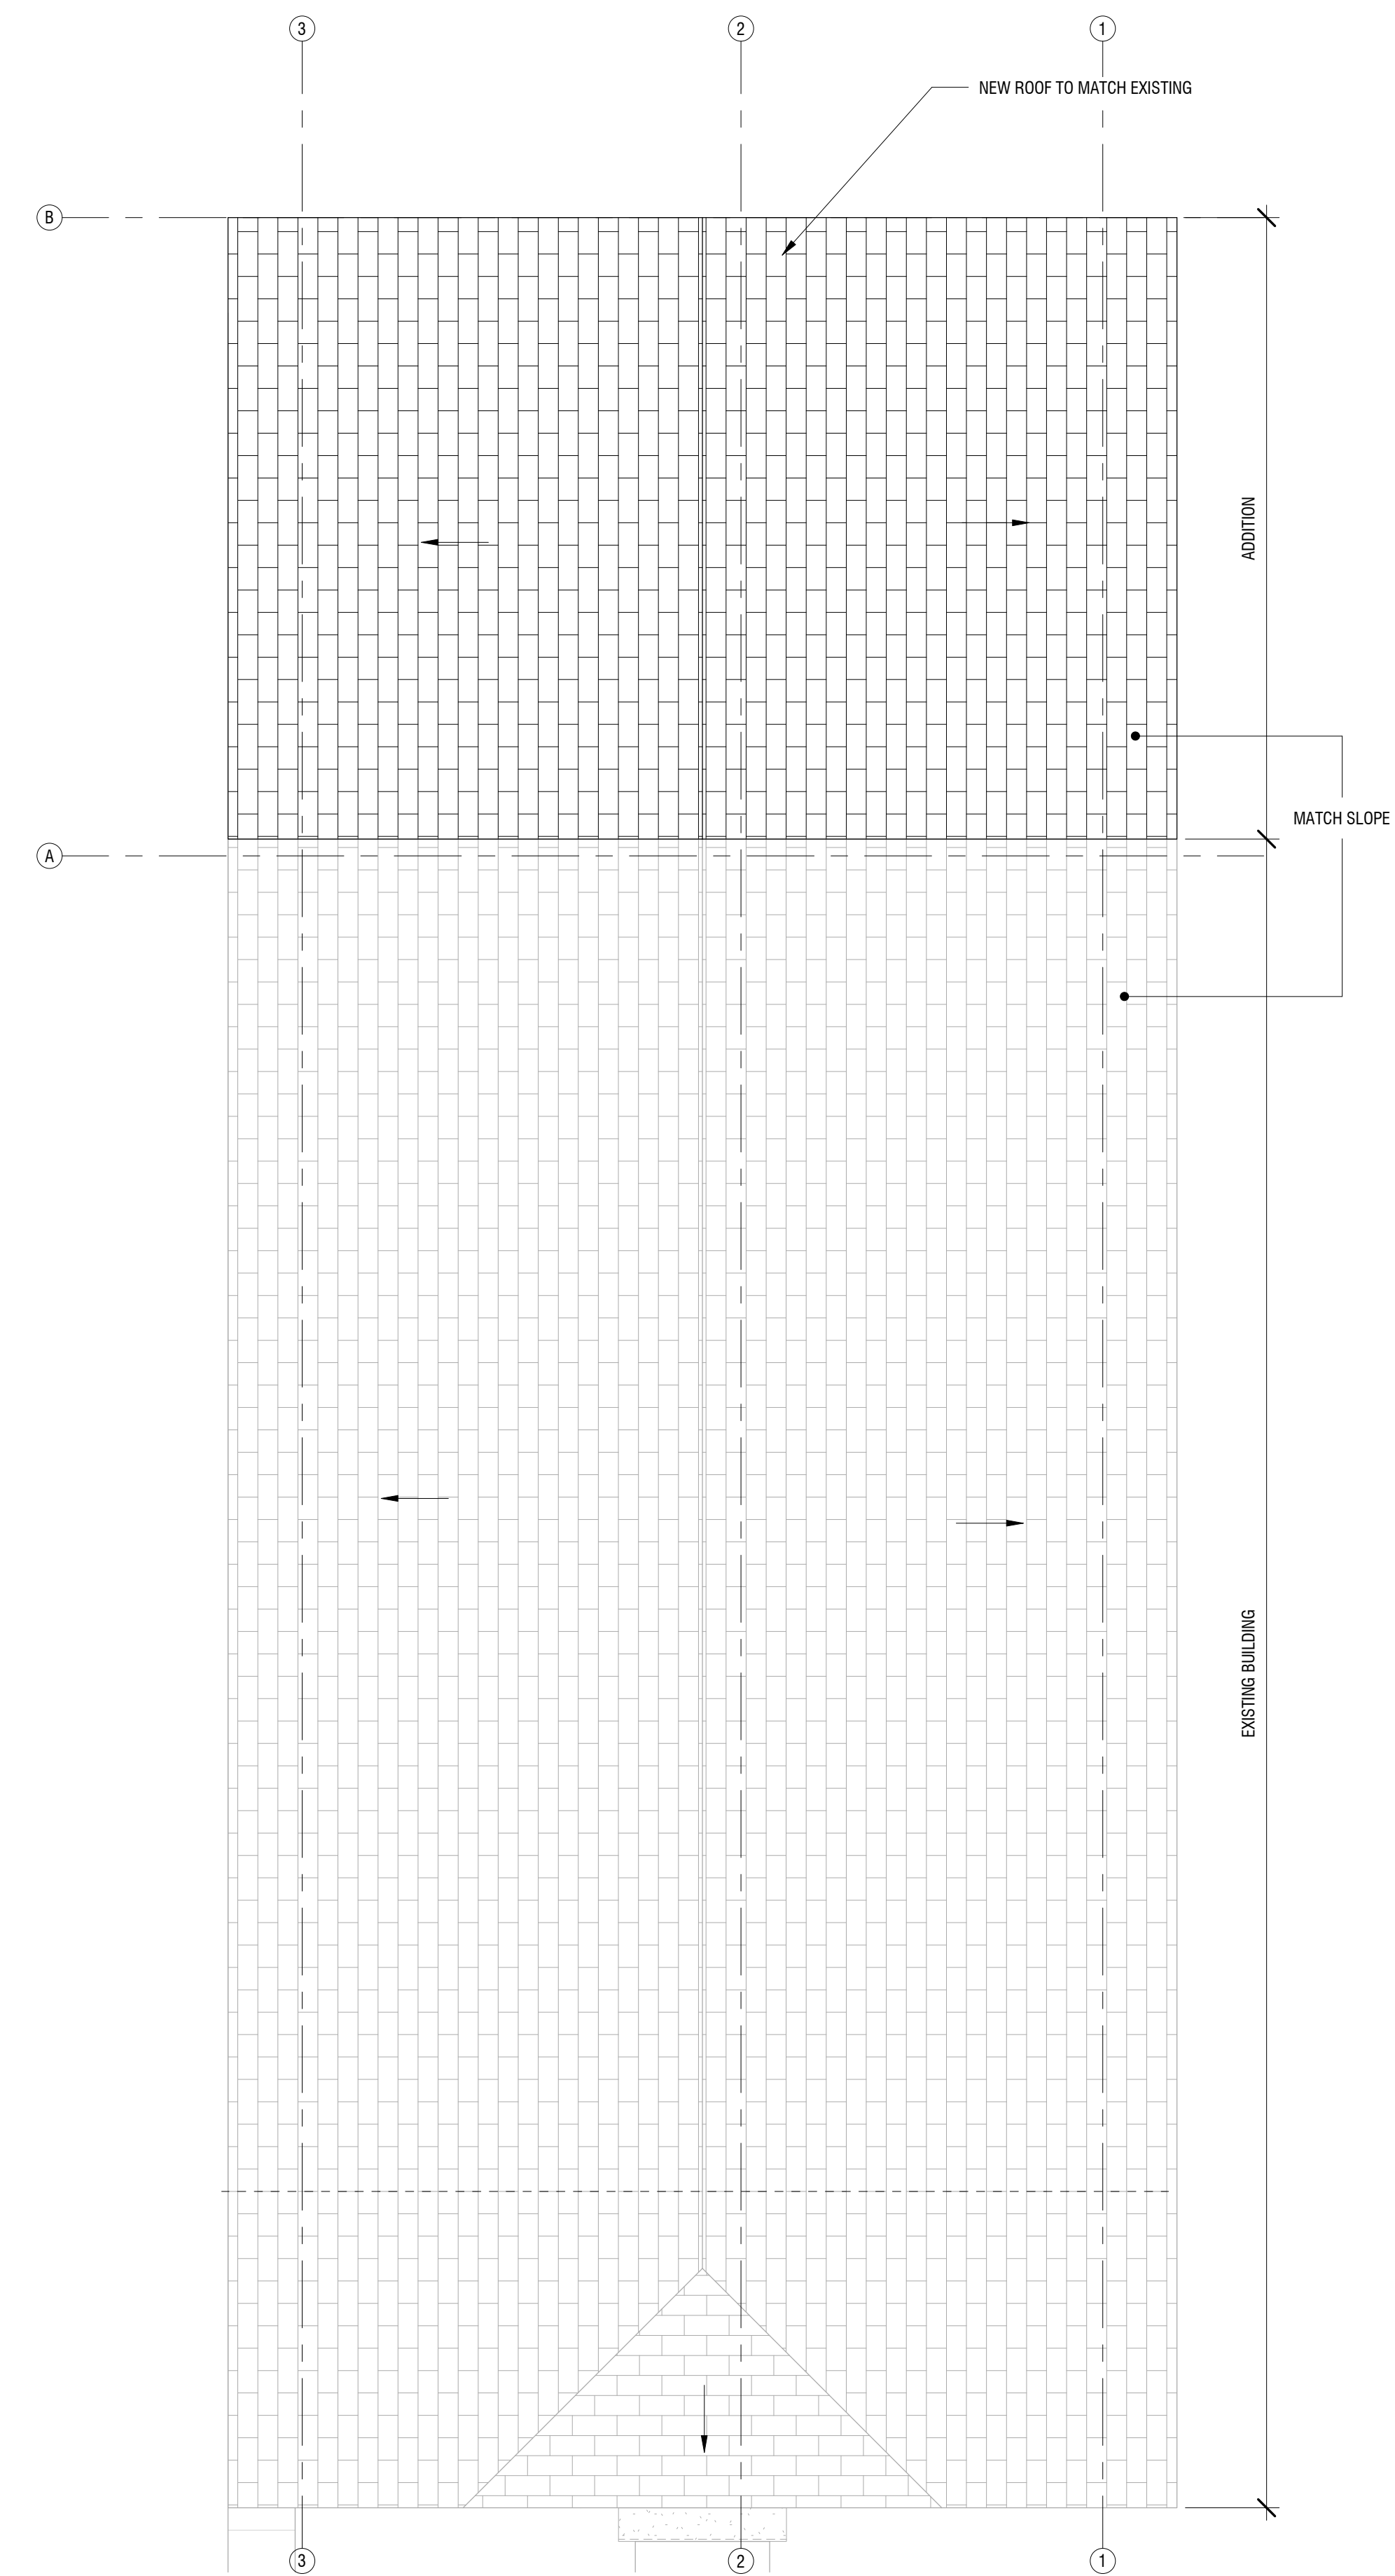 3
2
1
NEW ROOF TO MATCH EXISTING
B
ADDITION
MATCH SLOPE
A
EXISTING BUILDING
3
2
1